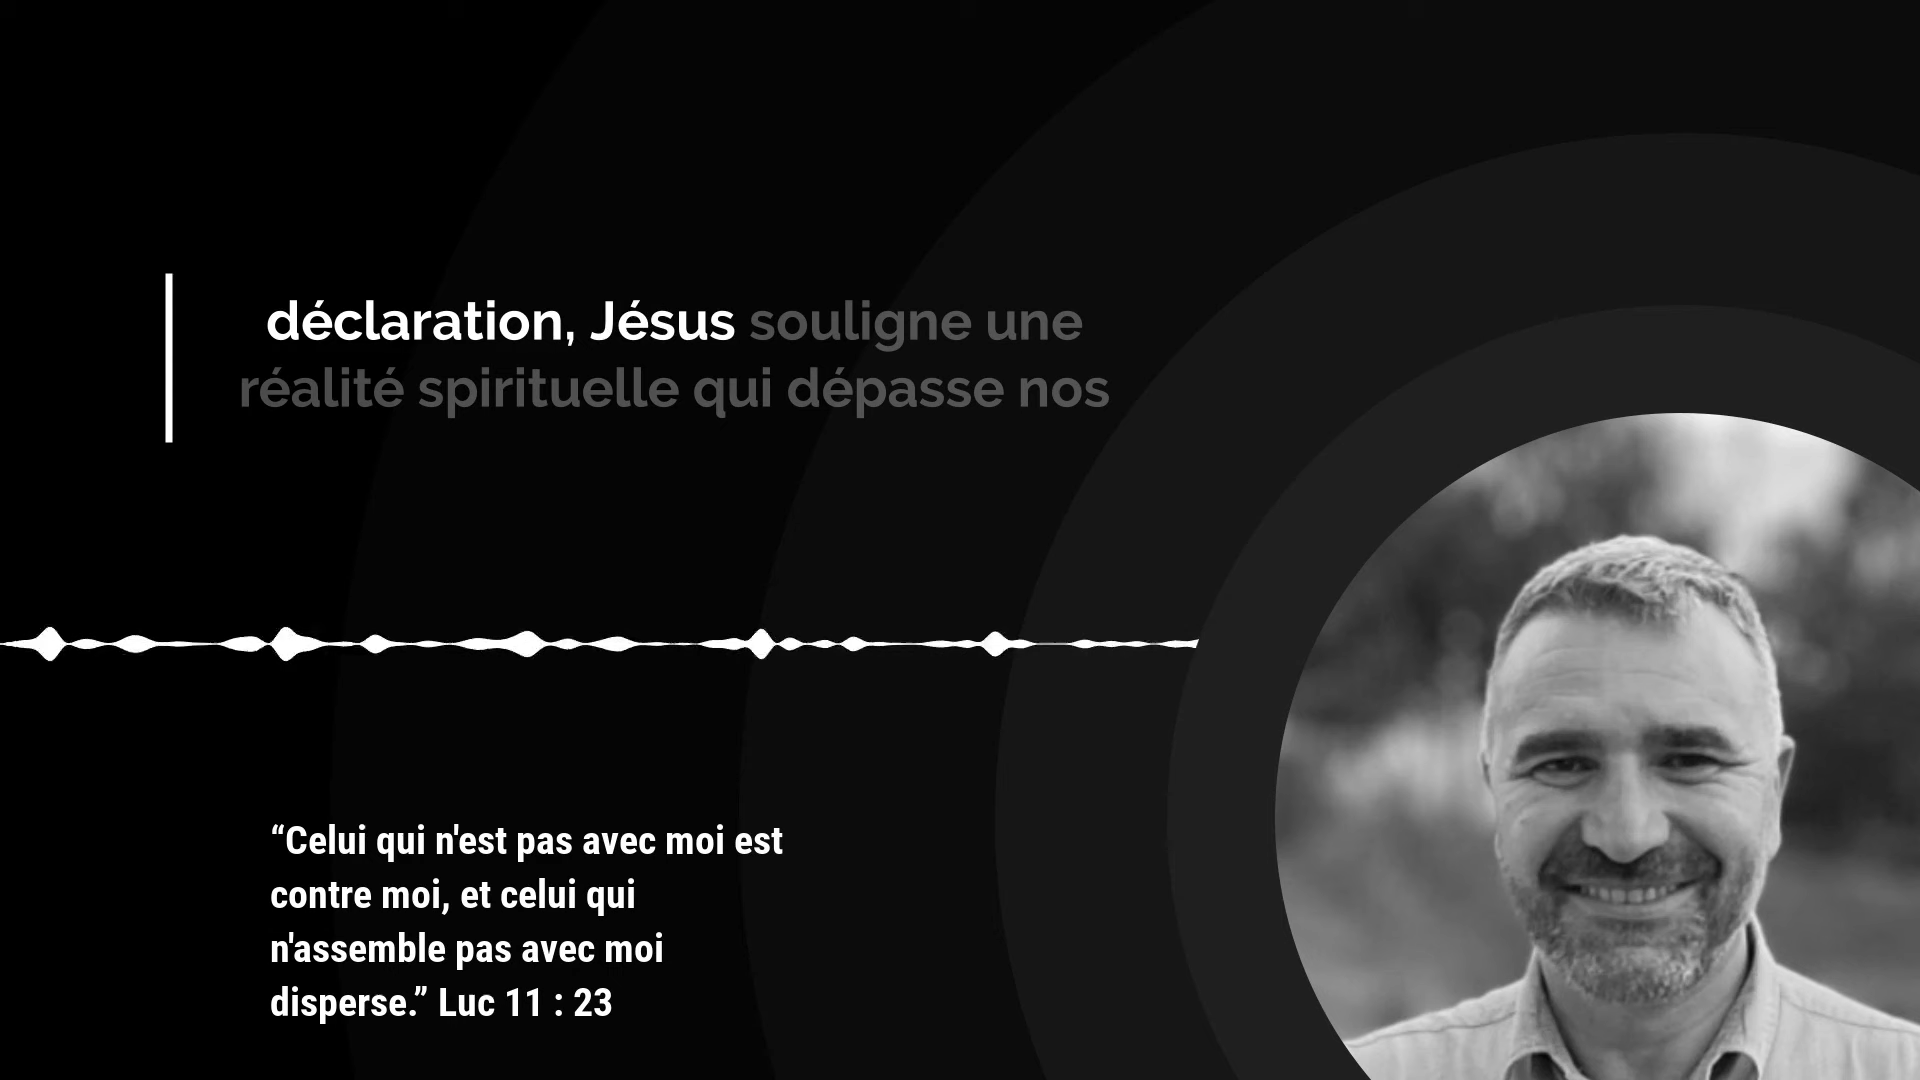 déclaration, Jésus souligne une
réalité spirituelle qui dépasse nos
“Celui qui n'est pas avec moi est
contre moi, et celui qui
n'assemble pas avec moi
disperse.” Luc 11 : 23